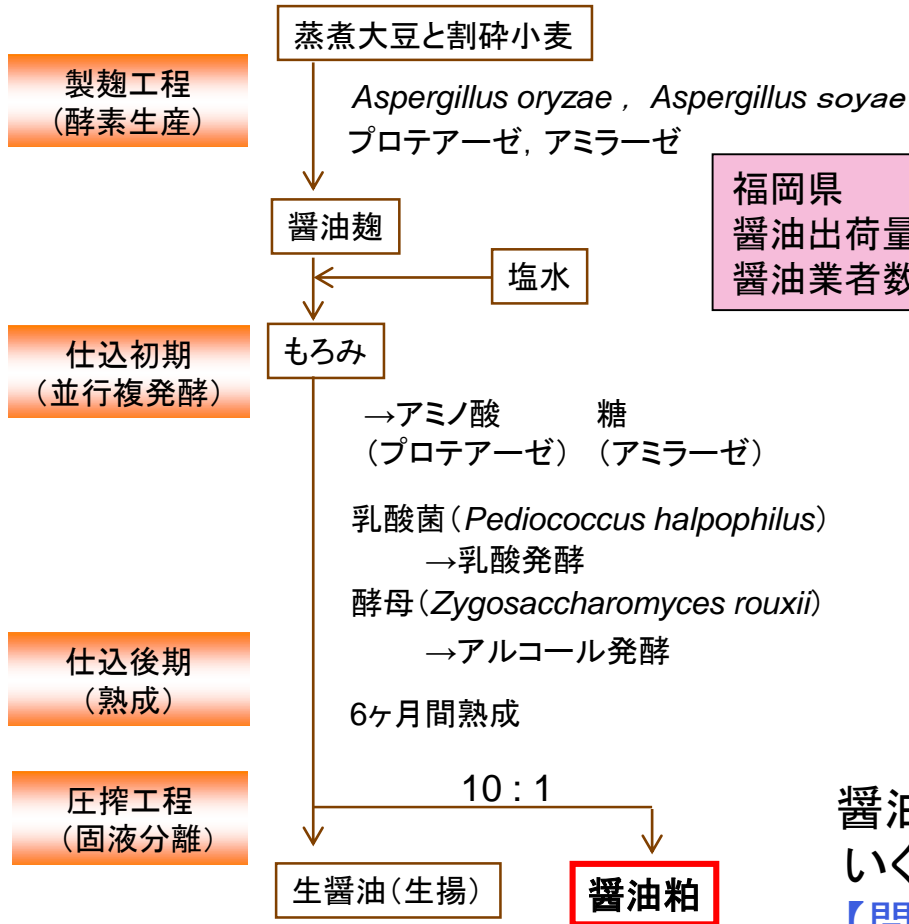 蒸煮大豆と割砕小麦
製麹工程
(酵素生産)
Aspergillus oryzae , Aspergillus soyae
プロテアーゼ, アミラーゼ
福岡県
醤油出荷量
醤油業者数
醤油麹
塩水
仕込初期
(並行複発酵)
もろみ
→アミノ酸 糖
(プロテアーゼ) (アミラーゼ)
乳酸菌(Pediococcus halpophilus)
→乳酸発酵
酵母(Zygosaccharomyces rouxii)
→アルコール発酵
仕込後期
(熟成)
6ヶ月間熟成
圧搾工程
(固液分離)
10 : 1
生醤油(生揚)
醤油粕
醤油
いく
【問